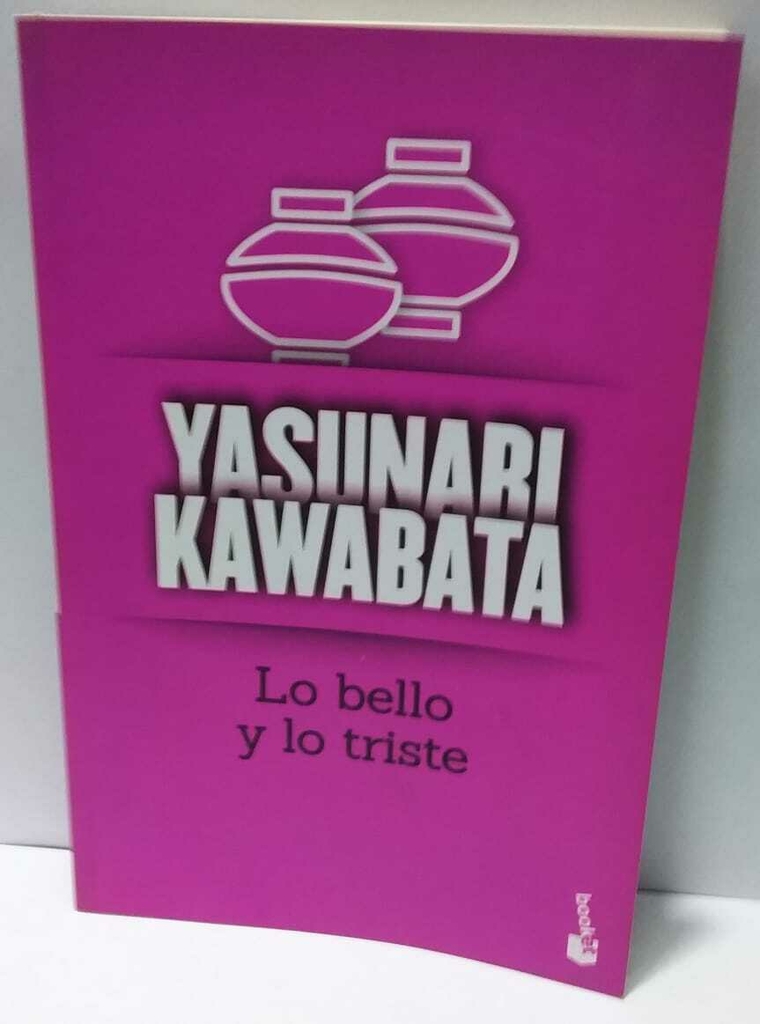 YASUNARI
KAWABATA
Lo bello
y lo triste
booket